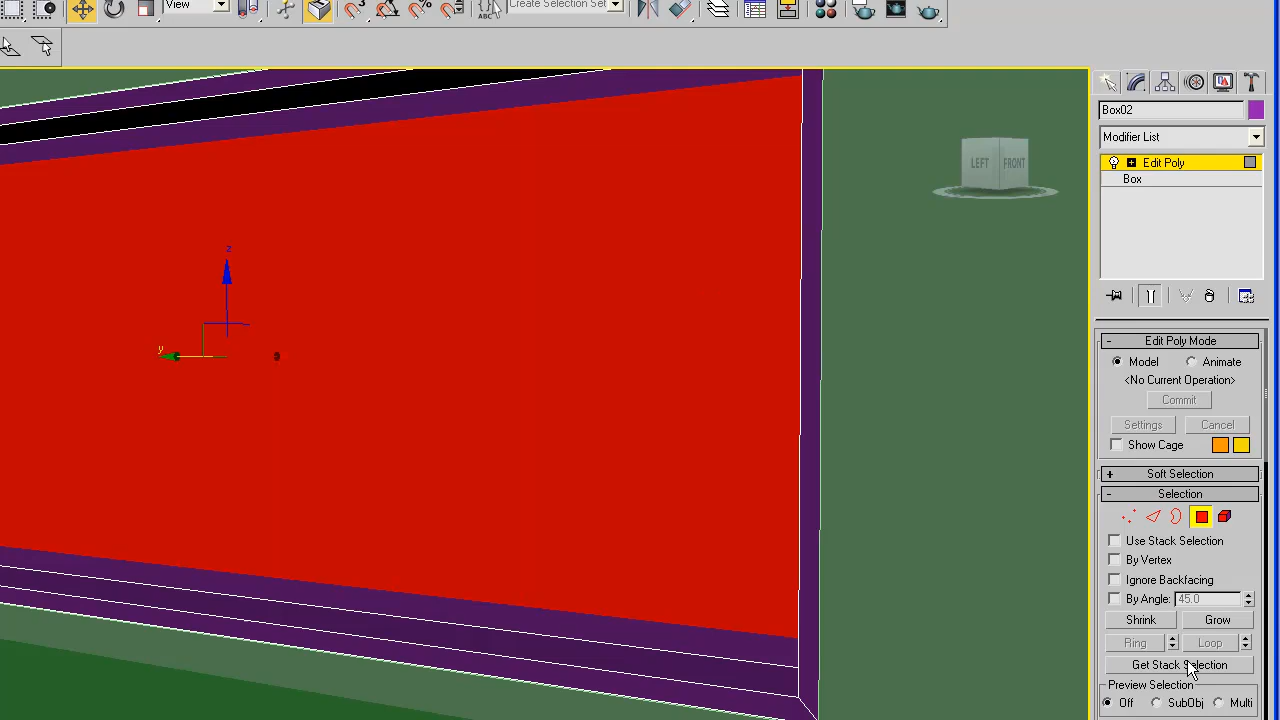 View
ABC
Create Selection Set
3
%
Box02
Modifier List
Edit Poly
Box
LEFT
FRONT
z
y
- Edit Poly Mode
Model Animate
<No Current Operation>
Commit
Settings Cancel
Show Cage
+ Soft Selection
- Selection
Use Stack Selection
By Vertex
Ignore Backfacing
By Angle: 45.0
Shrink Grow
Ring Loop
Get Stack Selection
Preview Selection
Off SubObj Multi